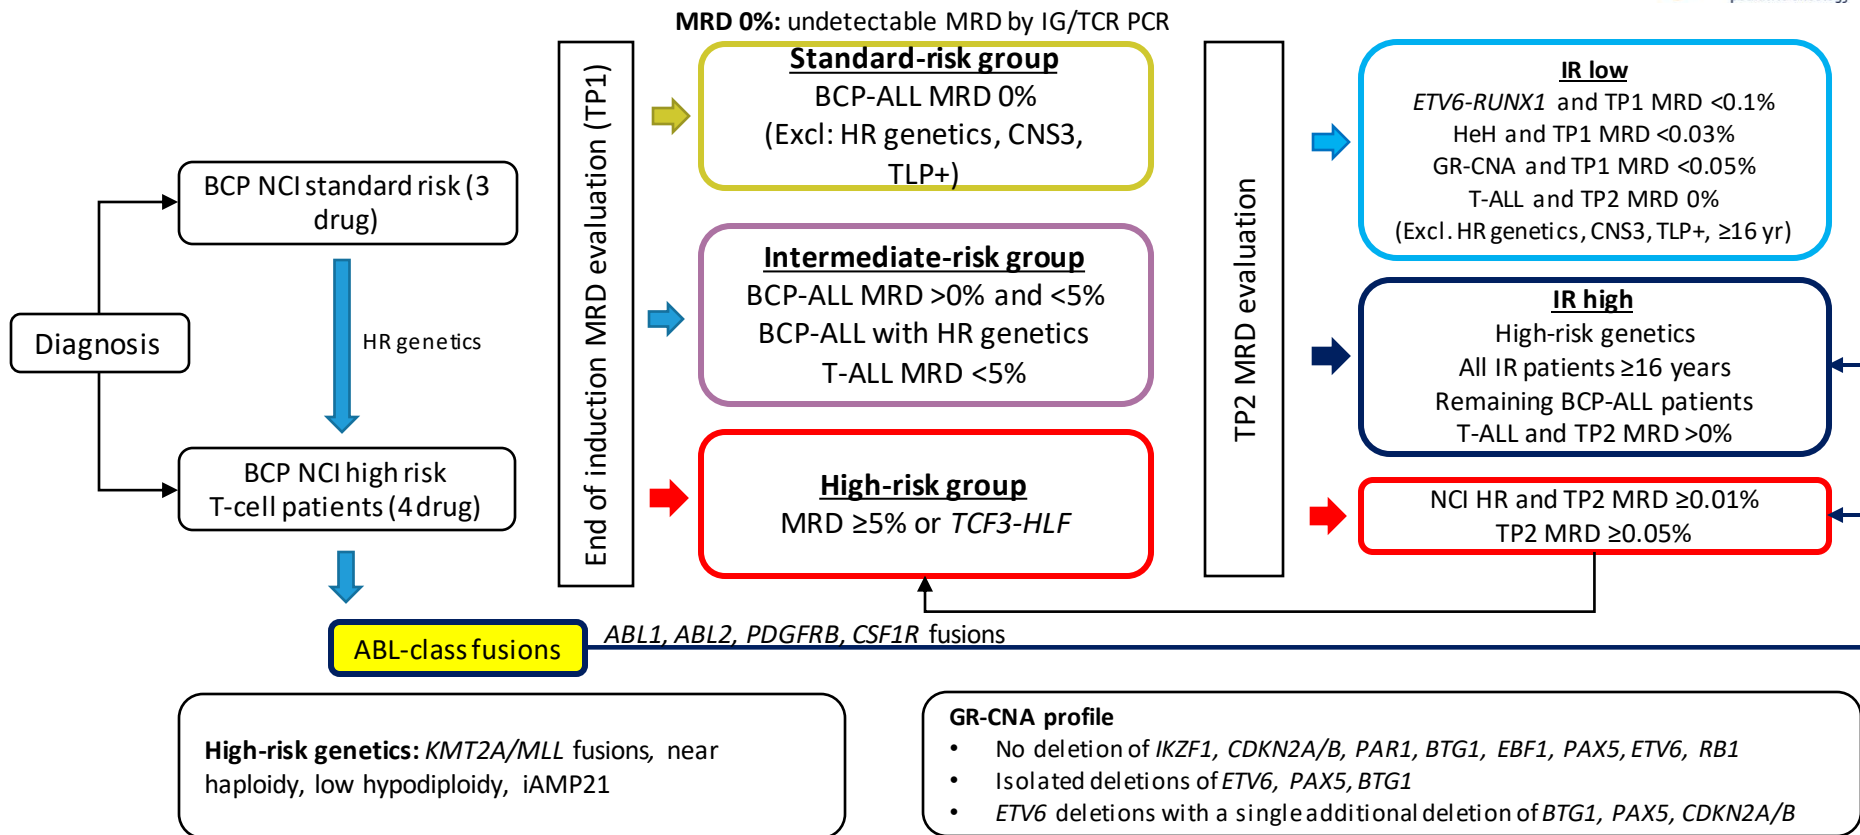 MRD 0%: undetectable MRD by IG/TCR PCR
Diagnosis
BCP NCI standard risk (3
drug)
HR genetics
BCP NCI high risk
T-cell patients (4 drug)
ABL-class fusions
ABL1, ABL2, PDGFRB, CSF1R fusions
End of induction MRD evaluation (TP1)
Standard-risk group
BCP-ALL MRD 0%
(Excl: HR genetics, CNS3,
TLP+)
Intermediate-risk group
BCP-ALL MRD >0% and <5%
BCP-ALL with HR genetics
T-ALL MRD <5%
High-risk group
MRD ≥5% or TCF3-HLF
TP2 MRD evaluation
IR low
ETV6-RUNX1 and TP1 MRD <0.1%
HeH and TP1 MRD <0.03%
GR-CNA and TP1 MRD <0.05%
T-ALL and TP2 MRD 0%
(Excl. HR genetics, CNS3, TLP+, ≥16 yr)
IR high
High-risk genetics
All IR patients ≥16 years
Remaining BCP-ALL patients
T-ALL and TP2 MRD >0%
NCI HR and TP2 MRD ≥0.01%
TP2 MRD ≥0.05%
High-risk genetics: KMT2A/MLL fusions, near
haploidy, low hypodiploidy, iAMP21
GR-CNA profile
• No deletion of IKZF1, CDKN2A/B, PAR1, BTG1, EBF1, PAX5, ETV6, RB1
• Isolated deletions of ETV6, PAX5, BTG1
• ETV6 deletions with a single additional deletion of BTG1, PAX5, CDKN2A/B